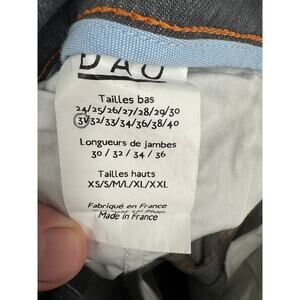 DAO
Tailles bas
24/25/26/27/28/29/30
31/32/33/34/36/38/40
Longueurs de jambes
30 / 32 / 34 / 36
Tailles hauts
XS/S/M/L/XL/XXL
Fabriqué en France
Made in France